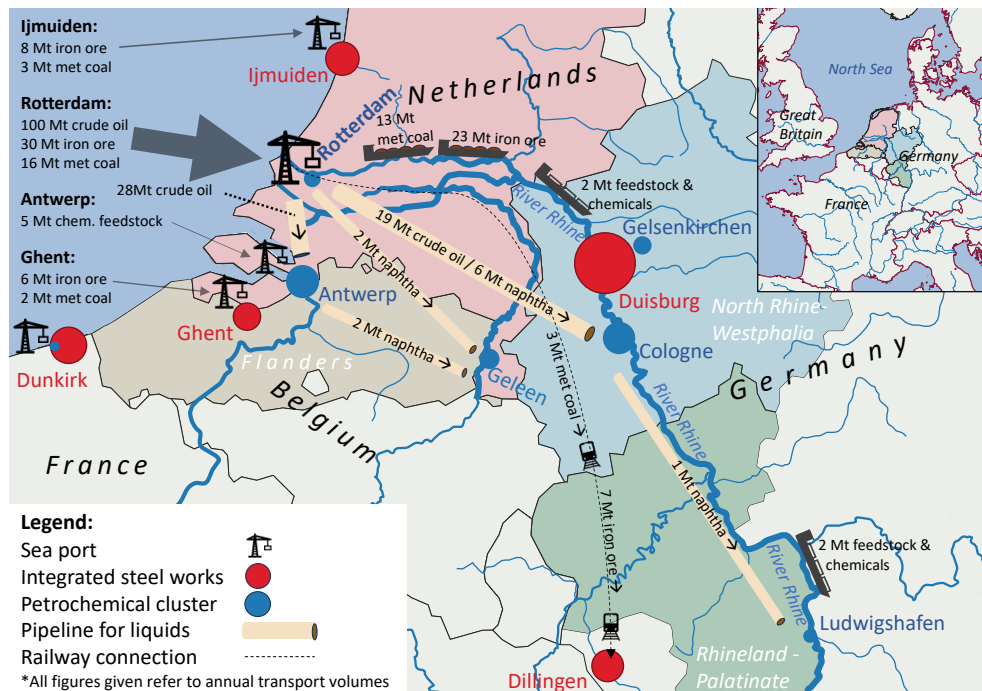 Ijmuiden:
8 Mt iron ore
3 Mt met coal
Rotterdam:
100 Mt crude oil
30 Mt iron ore
16 Mt met coal
Antwerp:
5 Mt chem. feedstock
Ghent:
6 Mt iron ore
2 Mt met coal
Ijmuiden
Netherlands
Rotterdam
13 Mt
met coal
23 Mt iron ore
28Mt crude oil
2 Mt feedstock &
chemicals
River Rhine
Gelsenkirchen
19 Mt crude oil / 6 Mt naphtha
2 Mt naphtha
Duisburg
North Rhine-
Westphalia
Antwerp
Ghent
Flanders
2 Mt naphtha
Dunkirk
Geleen
Cologne
3 Mt met coal
Belgium
Germany
River Rhine
France
1 Mt naphtha
7 Mt iron ore
2 Mt feedstock &
chemicals
River Rhine
Ludwigshafen
Rhineland -
Palatinate
Dillingen
North Sea
Great
Britain
Germany
France
Legend:
Sea port
Integrated steel works
Petrochemical cluster
Pipeline for liquids
Railway connection
*All figures given refer to annual transport volumes